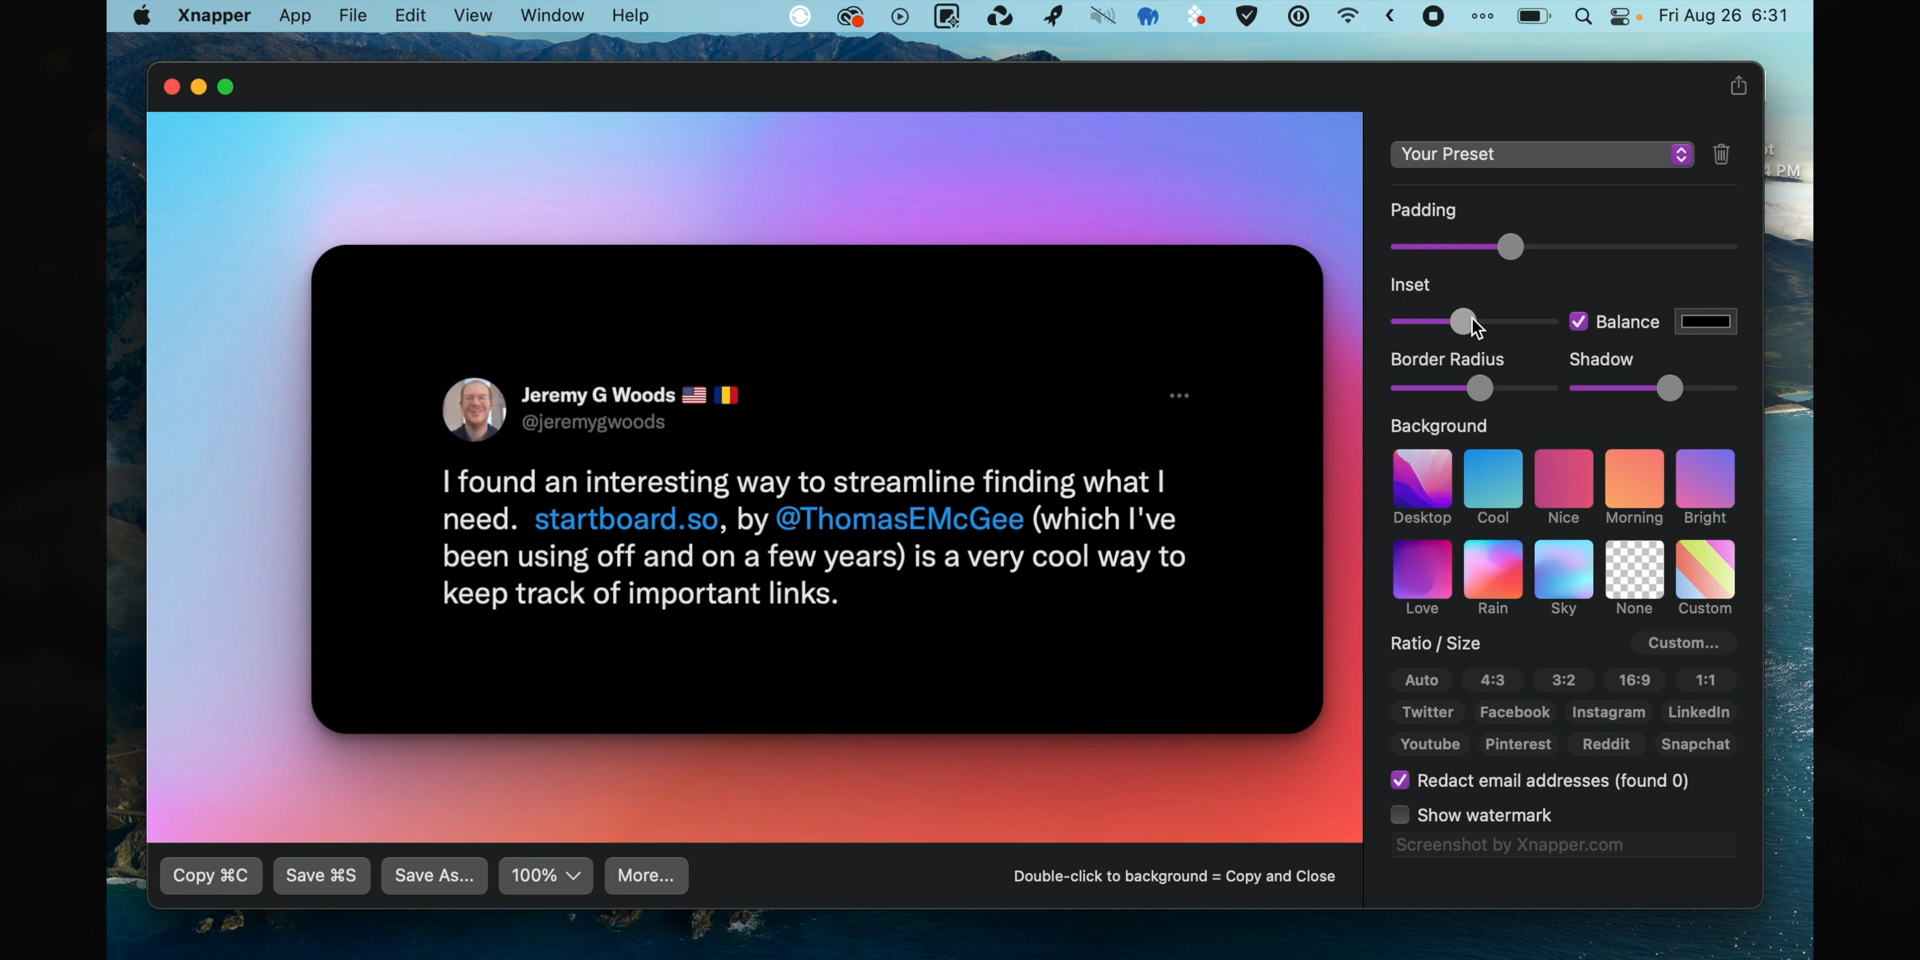 Xnapper App File Edit View Window Help Fri Aug 26 6:31
Your Preset
4 PM
Padding
Inset
Balance
Border Radius Shadow
Background
Desktop Cool Nice Morning Bright
Love Rain Sky None Custom
Ratio / Size Custom...
Auto 4:3 3:2 16:9 1:1
Twitter Facebook Instagram LinkedIn
Youtube Pinterest Reddit Snapchat
Redact email addresses (found 0)
Show watermark
Screenshot by Xnapper.com
Jeremy G Woods 🇺🇸 🇷🇴
@jeremygwoods
I found an interesting way to streamline finding what I
need. startboard.so, by @ThomasEMcGee (which I've
been using off and on a few years) is a very cool way to
keep track of important links.
Copy ⌘C Save ⌘S Save As... 100% More... Double-click to background = Copy and Close